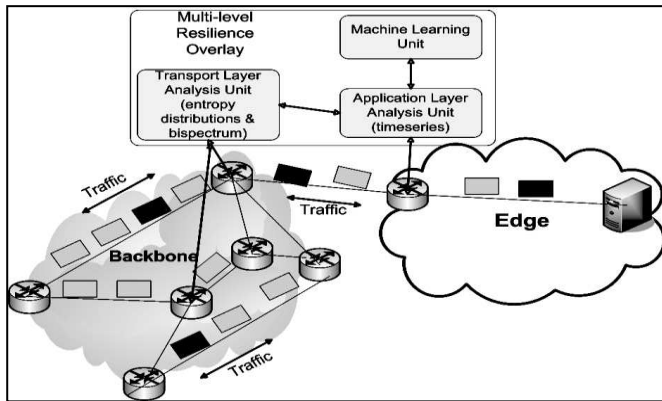 Multi-level
Resilience
Overlay
Machine Learning
Unit
Transport Layer
Analysis Unit
(entropy
distributions &
bispectrum)
Application Layer
Analysis Unit
(timeseries)
Traffic
Traffic
Edge
Backbone
Traffic